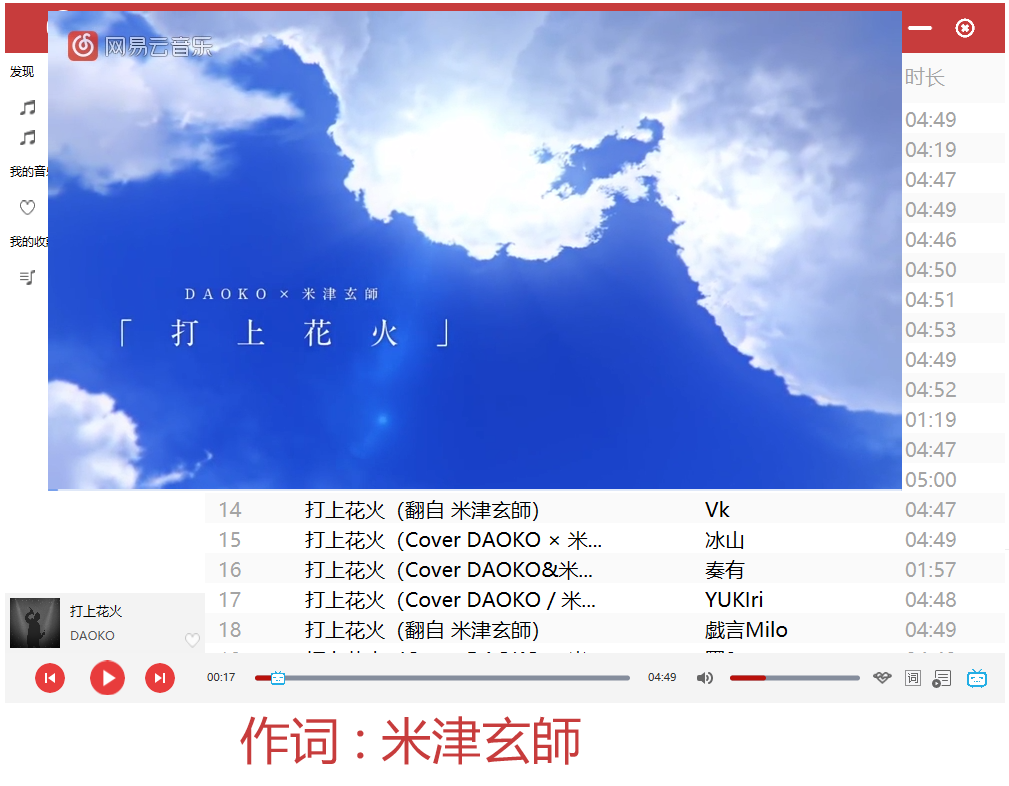 网易云音乐
发现
时长
04:49
04:19
我的音
04:47
04:49
我的收
04:46
04:50
DAOKO × 米津玄師
04:51
「打上花火」
04:53
04:49
04:52
01:19
04:47
05:00
14 打上花火（翻自 米津玄師） Vk 04:47
15 打上花火（Cover DAOKO × 米... 冰山 04:49
16 打上花火（Cover DAOKO&米... 奏有 01:57
17 打上花火（Cover DAOKO / 米... YUKIri 04:48
18 打上花火（翻自 米津玄師） 戯言Milo 04:49
打上花火
DAOKO
00:17 04:49 词
作词 : 米津玄師